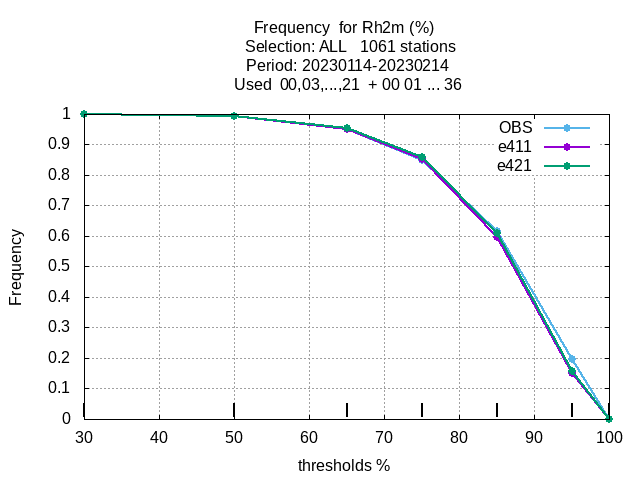 Frequency  for Rh2m (%)
Selection: ALL   1061 stations
Period: 20230114-20230214
Used  00,03,...,21  + 00 01 ... 36
OBS
e411
e421
1
0.9
0.8
0.7
0.6
0.5
0.4
0.3
0.2
0.1
0
Frequency
30 40 50 60 70 80 90 100
thresholds %